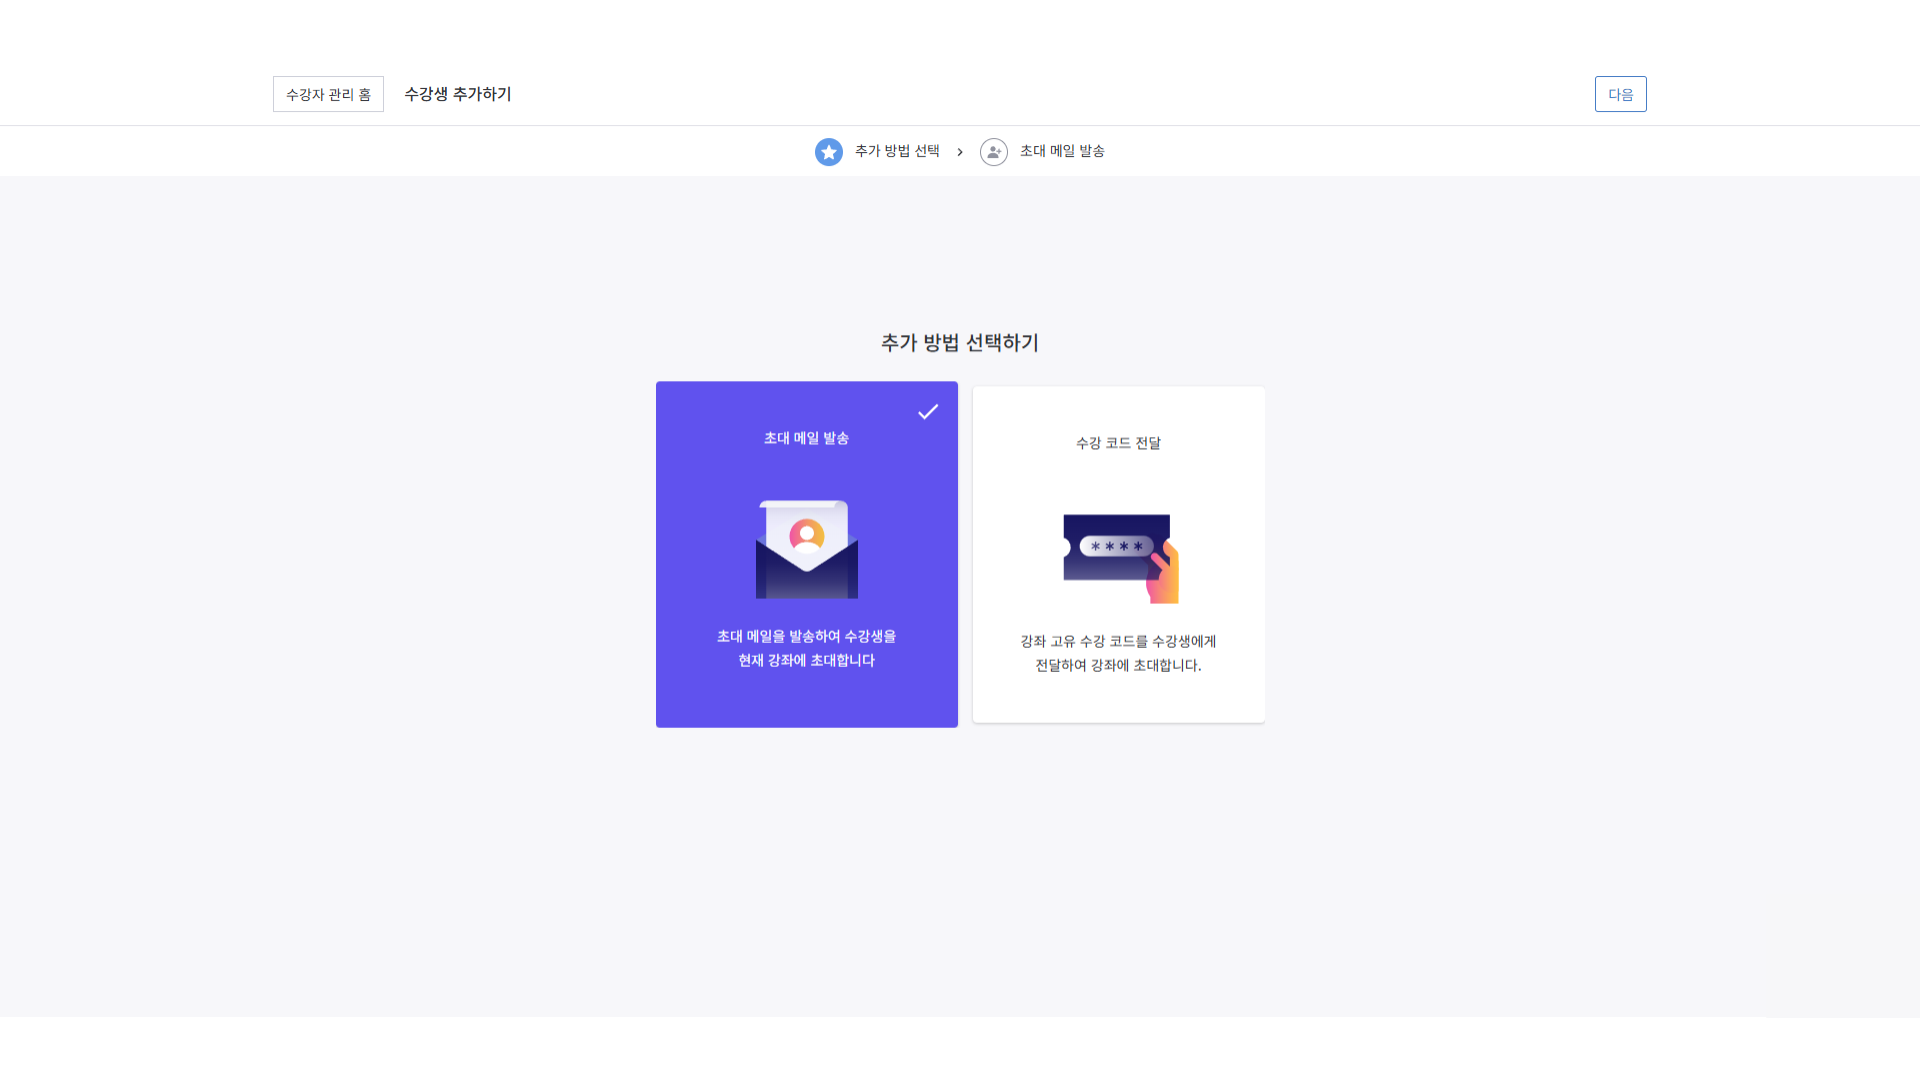 수강자 관리 홈
수강생 추가하기
다음
추가 방법 선택
초대 메일 발송
추가 방법 선택하기
초대 메일 발송
초대 메일을 발송하여 수강생을
현재 강좌에 초대합니다
수강 코드 전달
****
강좌 고유 수강 코드를 수강생에게
전달하여 강좌에 초대합니다.